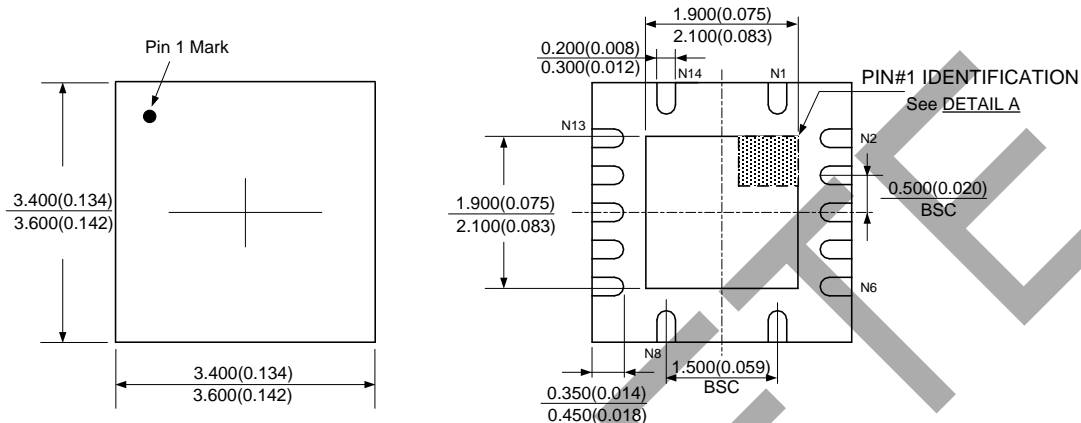 Pin 1 Mark
3.400(0.134)
3.600(0.142)
3.400(0.134)
3.600(0.142)
1.900(0.075)
2.100(0.083)
0.200(0.008)
0.300(0.012)
N14
N1
PIN#1 IDENTIFICATION
See DETAIL A
N13
N2
0.500(0.020)
BSC
1.900(0.075)
2.100(0.083)
N6
N8
1.500(0.059)
BSC
0.350(0.014)
0.450(0.018)